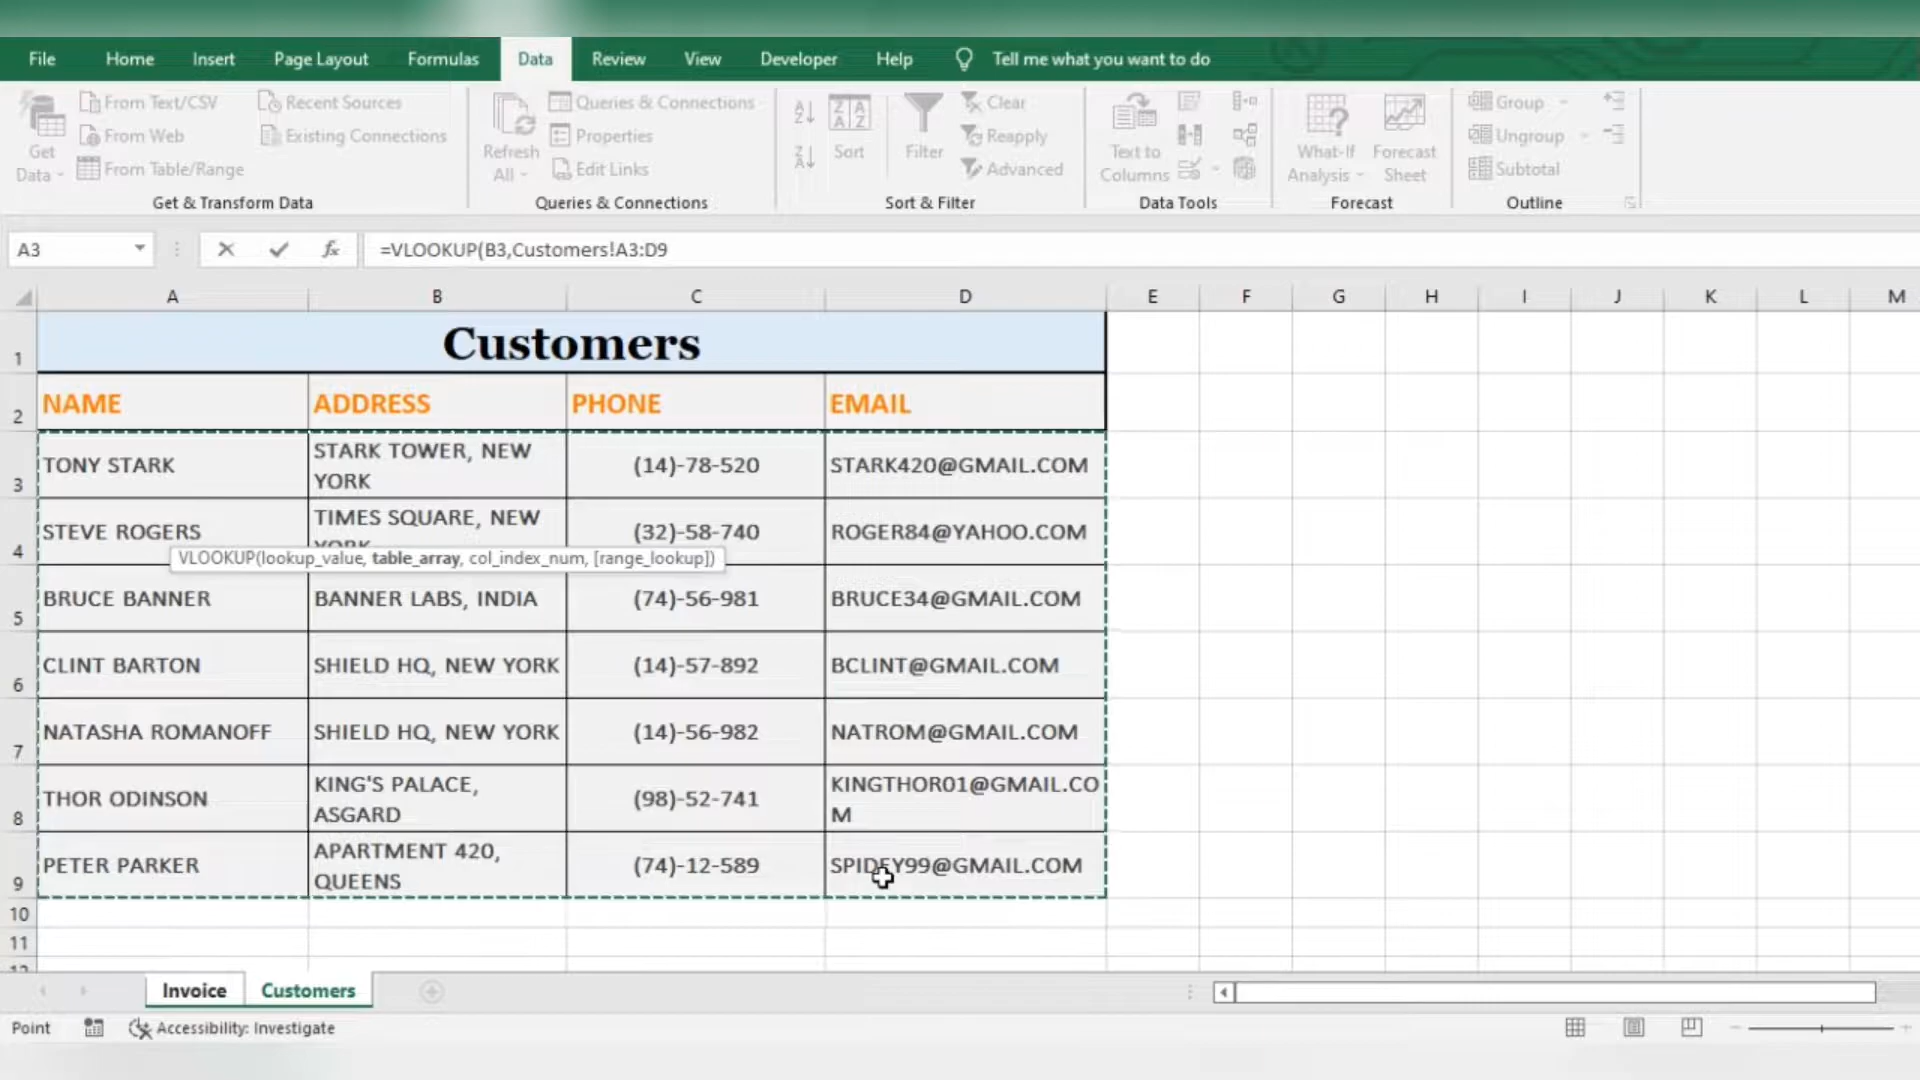 File Home Insert Page Layout Formulas Data Review View Developer Help Tell me what you want to do
Get Data
From Text/CSV
From Web
From Table/Range
Recent Sources
Existing Connections
Get & Transform Data
Refresh All
Queries & Connections
Properties
Edit Links
Queries & Connections
Sort
Filter
Clear
Reapply
Advanced
Sort & Filter
Text to Columns
Data Tools
What-If Analysis
Forecast Sheet
Forecast
Group
Ungroup
Subtotal
Outline
A3 fx =VLOOKUP(B3,Customers!A3:D9
A B C D E F G H I J K L M
1 Customers
2 NAME ADDRESS PHONE EMAIL
3 TONY STARK STARK TOWER, NEW YORK (14)-78-520 STARK420@GMAIL.COM
4 STEVE ROGERS TIMES SQUARE, NEW YORK (32)-58-740 ROGER84@YAHOO.COM
VLOOKUP(lookup_value, table_array, col_index_num, [range_lookup])
5 BRUCE BANNER BANNER LABS, INDIA (74)-56-981 BRUCE34@GMAIL.COM
6 CLINT BARTON SHIELD HQ, NEW YORK (14)-57-892 BCLINT@GMAIL.COM
7 NATASHA ROMANOFF SHIELD HQ, NEW YORK (14)-56-982 NATROM@GMAIL.COM
8 THOR ODINSON KING'S PALACE, ASGARD (98)-52-741 KINGTHOR01@GMAIL.COM
9 PETER PARKER APARTMENT 420, QUEENS (74)-12-589 SPIDEY99@GMAIL.COM
10
11
12
Invoice Customers
Point Accessibility: Investigate